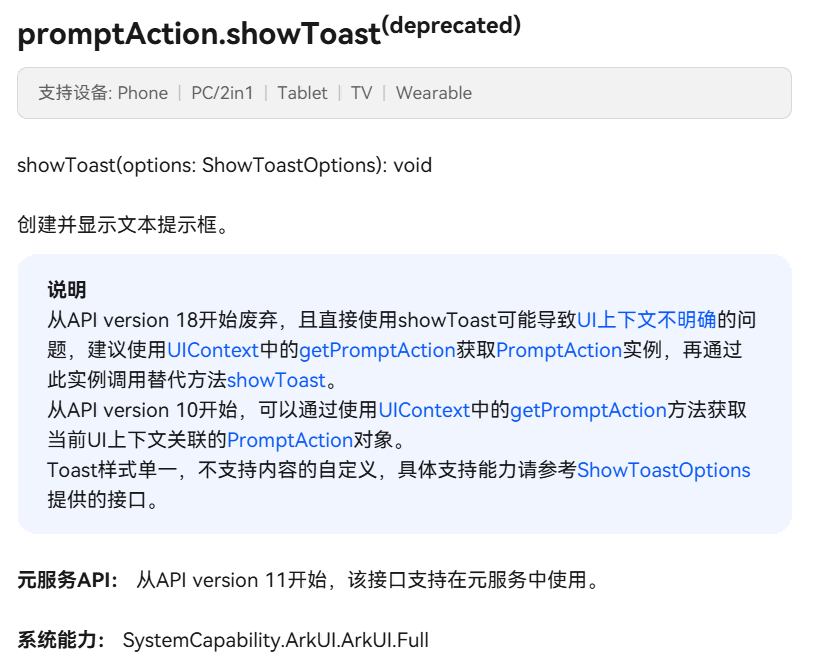 promptAction.showToast(deprecated)
支持设备: Phone | PC/2in1 | Tablet | TV | Wearable
showToast(options: ShowToastOptions): void
创建并显示文本提示框。
说明
从API version 18开始废弃，且直接使用showToast可能导致UI上下文不明确的问
题，建议使用UIContext中的getPromptAction获取PromptAction实例，再通过
此实例调用替代方法showToast。
从API version 10开始，可以通过使用UIContext中的getPromptAction方法获取
当前UI上下文关联的PromptAction对象。
Toast样式单一，不支持内容的自定义，具体支持能力请参考ShowToastOptions
提供的接口。
元服务API： 从API version 11开始，该接口支持在元服务中使用。
系统能力： SystemCapability.ArkUI.ArkUI.Full